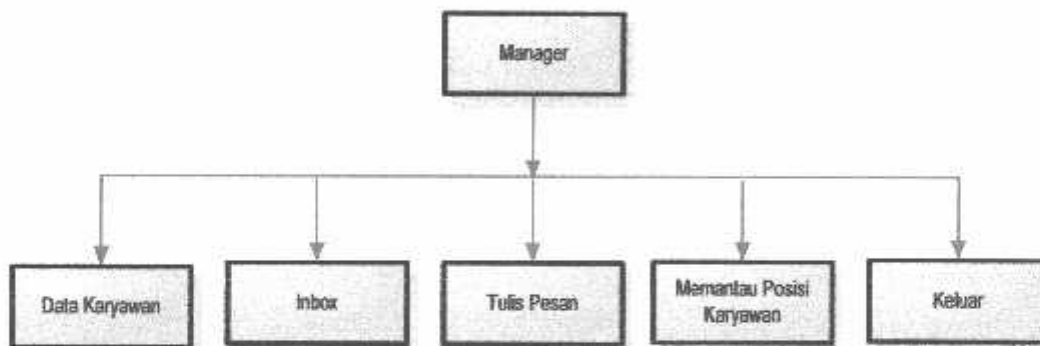 Manager
Data Karyawan
Inbox
Tulis Pesan
Memantau Posisi
Karyawan
Keluar